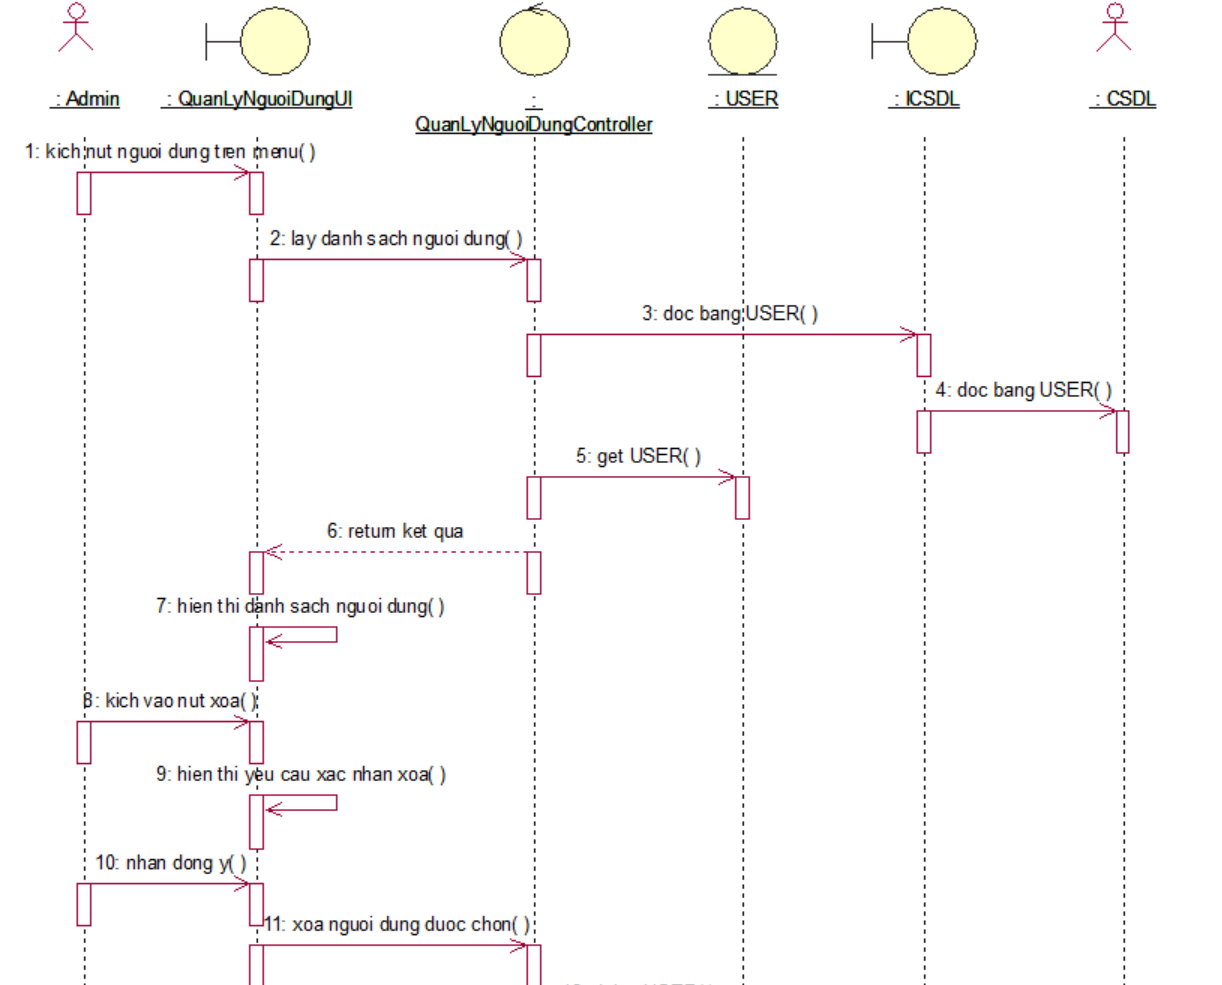 : Admin
: QuanLyNguoiDungUI
:
QuanLyNguoiDungController
: USER
: ICSDL
: CSDL
1: kich nut nguoi dung tren menu( )
2: lay danh sach nguoi dung( )
3: doc bang USER( )
4: doc bang USER( )
5: get USER( )
6: return ket qua
7: hien thi danh sach nguoi dung( )
8: kich vao nut xoa( )
9: hien thi yeu cau xac nhan xoa( )
10: nhan dong y( )
11: xoa nguoi dung duoc chon( )